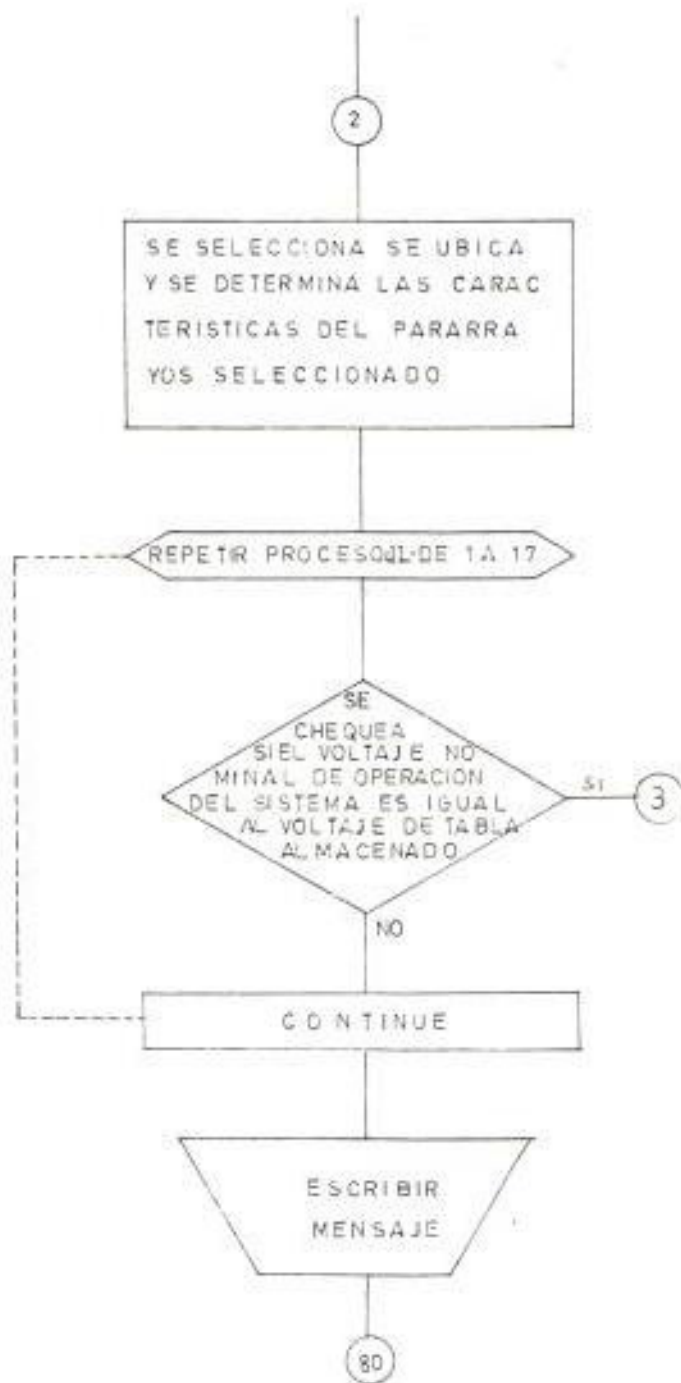 2
SE SELECCIONA SE UBICA
Y SE DETERMINA LAS CARAC
TERISTICAS DEL PARARRA
YOS SELECCIONADO
REPETIR PROCESO DE 1 A 17
SE
CHEQUEA
SI EL VOLTAJE NO
MINAL DE OPERACION
DEL SISTEMA ES IGUAL
AL VOLTAJE DE TABLA
ALMACENADO
SI
3
NO
CONTINUE
ESCRIBIR
MENSAJE
80